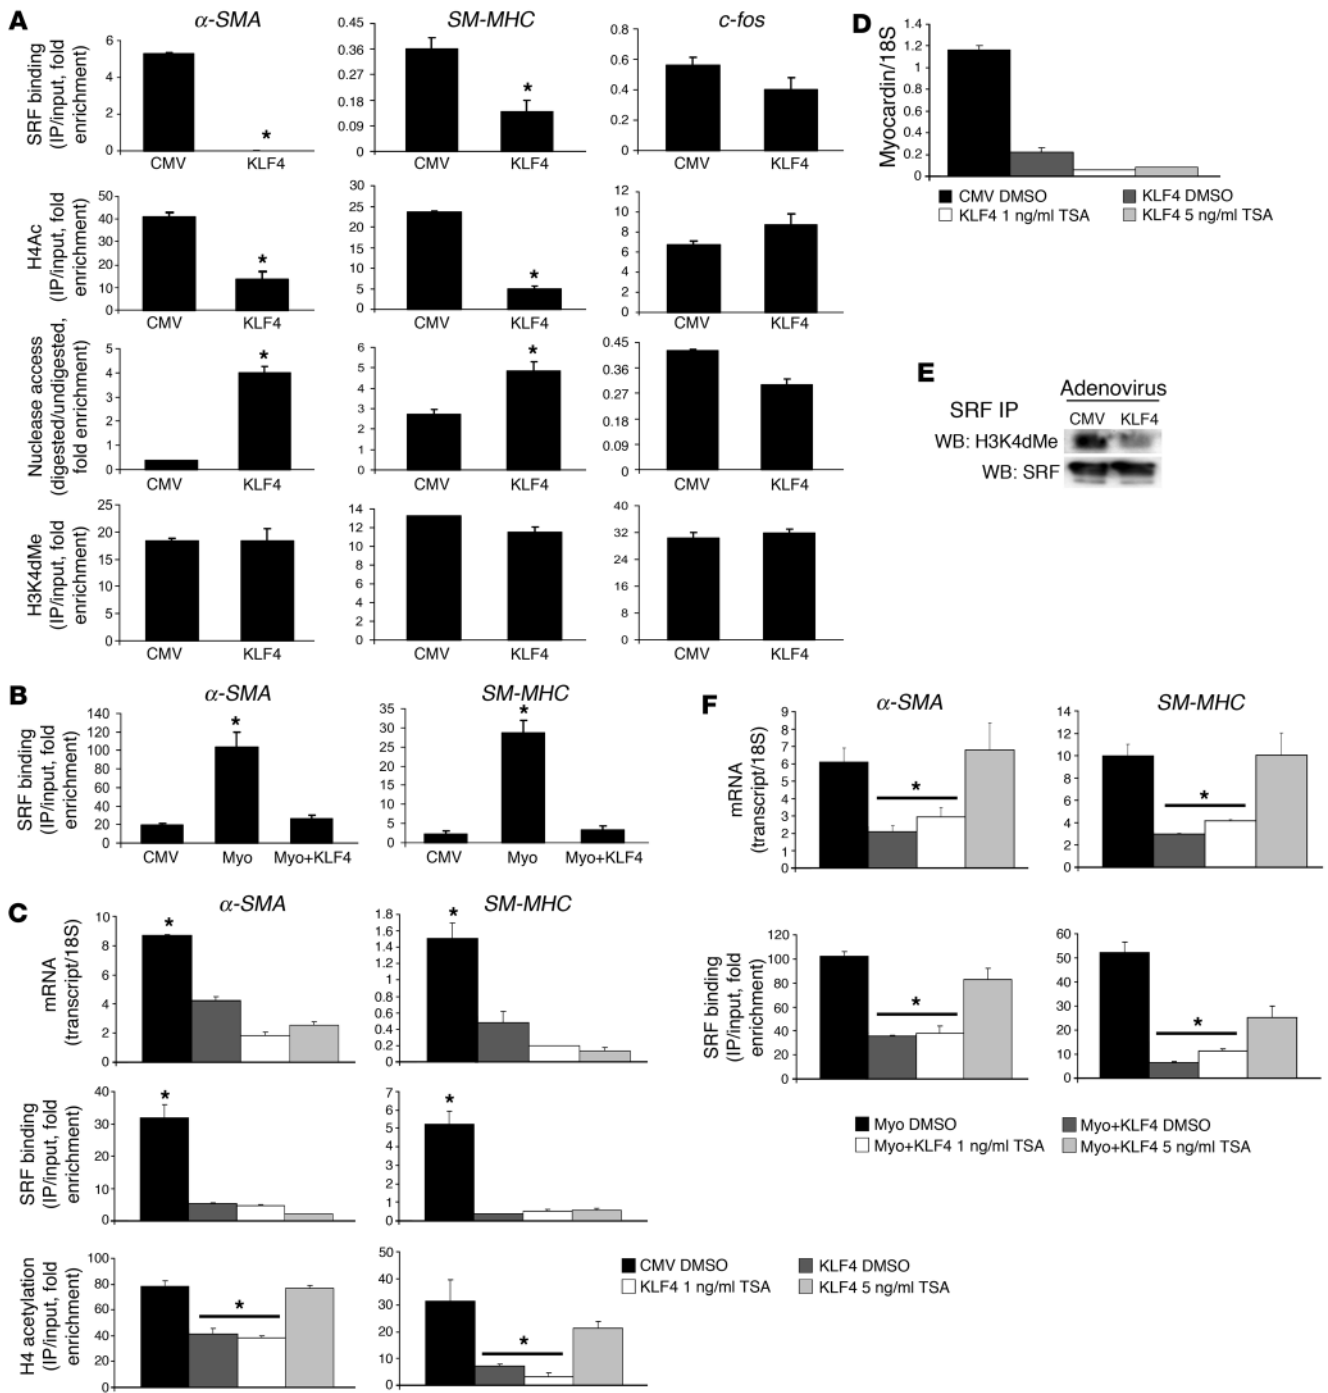 A
α-SMA
SM-MHC
c-fos
SRF binding
(IP/input, fold
enrichment)
6
4
2
0
CMV
KLF4
*
0.45
0.36
0.27
0.18
0.09
0
CMV
KLF4
*
0.8
0.6
0.4
0.2
0
CMV
KLF4
H4Ac
(IP/input, fold
enrichment)
50
40
30
20
10
0
CMV
KLF4
*
30
25
20
15
10
5
0
CMV
KLF4
*
12
10
8
6
4
2
0
CMV
KLF4
Nuclease access
(digested/undigested,
fold enrichment)
5
4
3
2
1
0
CMV
KLF4
*
6
5
4
3
2
1
0
CMV
KLF4
*
0.45
0.36
0.27
0.18
0.09
0
CMV
KLF4
H3K4dMe
(IP/input, fold
enrichment)
25
20
15
10
5
0
CMV
KLF4
14
12
10
8
6
4
2
0
CMV
KLF4
40
32
24
16
8
0
CMV
KLF4
B
α-SMA
SM-MHC
SRF binding
(IP/input, fold
enrichment)
140
120
100
80
60
40
20
0
CMV
Myo
Myo+KLF4
*
35
30
25
20
15
10
5
0
CMV
Myo
Myo+KLF4
*
C
α-SMA
SM-MHC
mRNA
(transcript/18S)
10
8
6
4
2
0
*
1.8
1.6
1.4
1.2
1
0.8
0.6
0.4
0.2
0
*
SRF binding
(IP/input, fold
enrichment)
40
30
20
10
0
*
7
6
5
4
3
2
1
0
*
H4 acetylation
(IP/input, fold
enrichment)
100
80
60
40
20
0
*
50
40
30
20
10
0
*
CMV DMSO
KLF4 DMSO
KLF4 1 ng/ml TSA
KLF4 5 ng/ml TSA
D
Myocardin/18S
1.4
1.2
1
0.8
0.6
0.4
0.2
0
CMV DMSO
KLF4 DMSO
KLF4 1 ng/ml TSA
KLF4 5 ng/ml TSA
E
Adenovirus
SRF IP
CMV KLF4
WB: H3K4dMe
WB: SRF
F
α-SMA
SM-MHC
mRNA
(transcript/18S)
9
8
7
6
5
4
3
2
1
0
*
14
12
10
8
6
4
2
0
*
SRF binding
(IP/input, fold
enrichment)
120
100
80
60
40
20
0
*
60
50
40
30
20
10
0
*
Myo DMSO
Myo+KLF4 DMSO
Myo+KLF4 1 ng/ml TSA
Myo+KLF4 5 ng/ml TSA